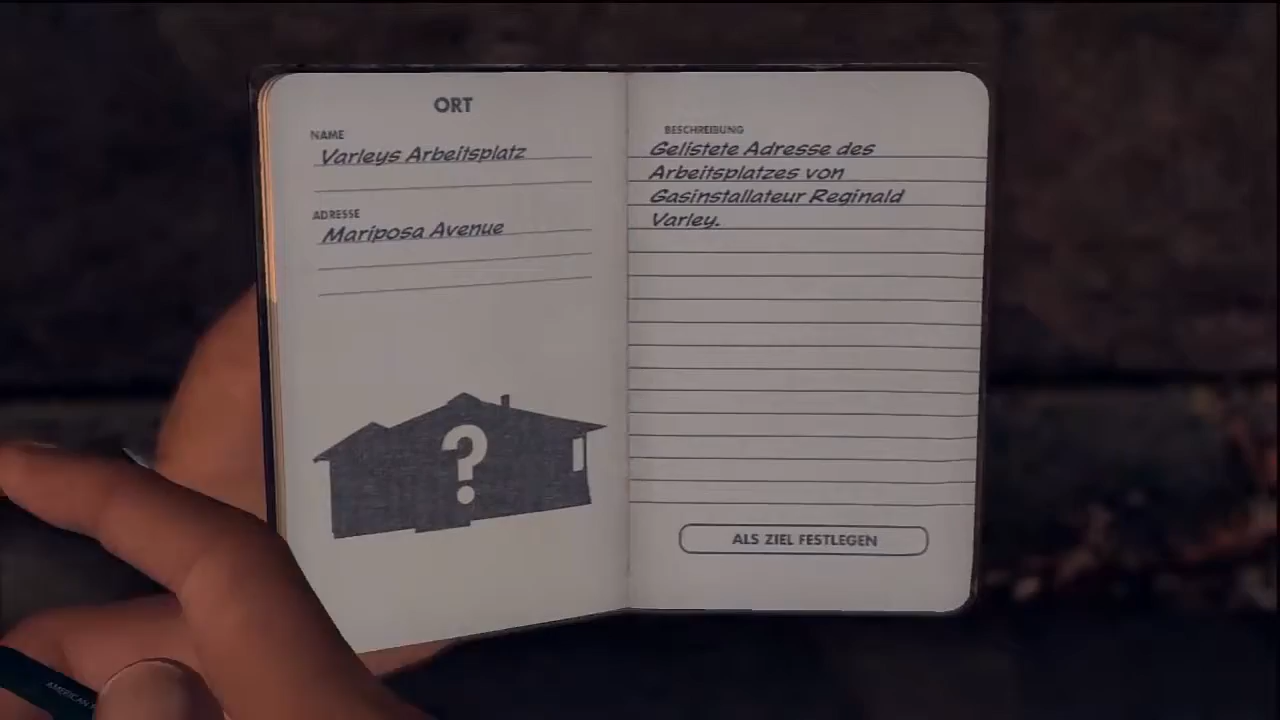 ORT
NAME
Varleys Arbeitsplatz
ADRESSE
Mariposa Avenue
BESCHREIBUNG
Gelistete Adresse des
Arbeitsplatzes von
Gasinstallateur Reginald
Varley.
?
ALS ZIEL FESTLEGEN
AMERICAN